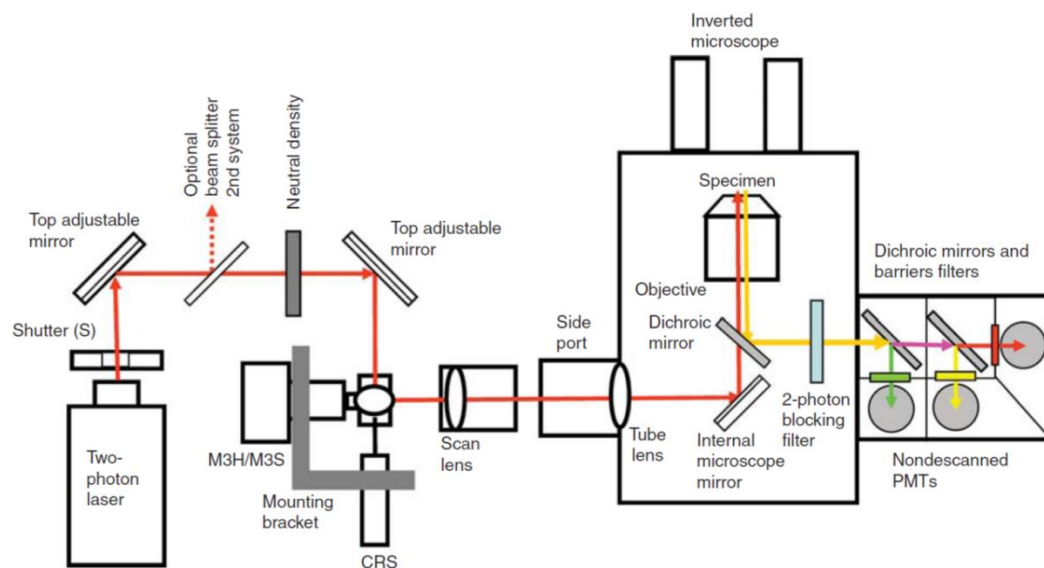 Inverted
microscope
Optional
beam splitter
2nd system
Neutral density
Top adjustable
mirror
Top adjustable
mirror
Specimen
Dichroic mirrors and
barriers filters
Objective
Dichroic
mirror
Side
port
Shutter (S)
2-photon
blocking
filter
Scan
lens
Tube
lens
Internal
microscope
mirror
Nondescanned
PMTs
Two-
photon
laser
M3H/M3S
Mounting
bracket
CRS